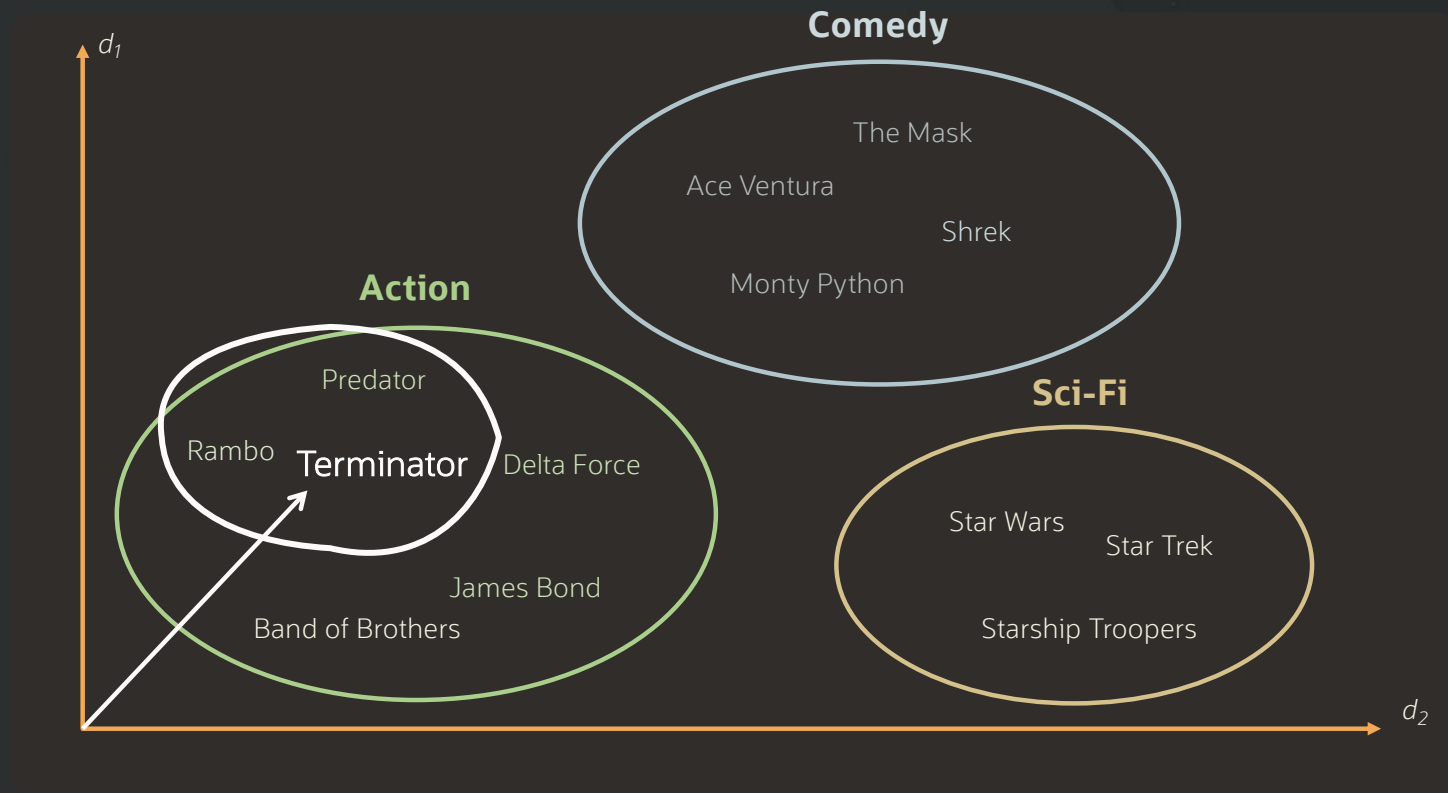 Comedy
d1
The Mask
Ace Ventura
Shrek
Monty Python
Action
Predator
Sci-Fi
Rambo
Terminator
Delta Force
Star Wars
Star Trek
James Bond
Band of Brothers
Starship Troopers
d2